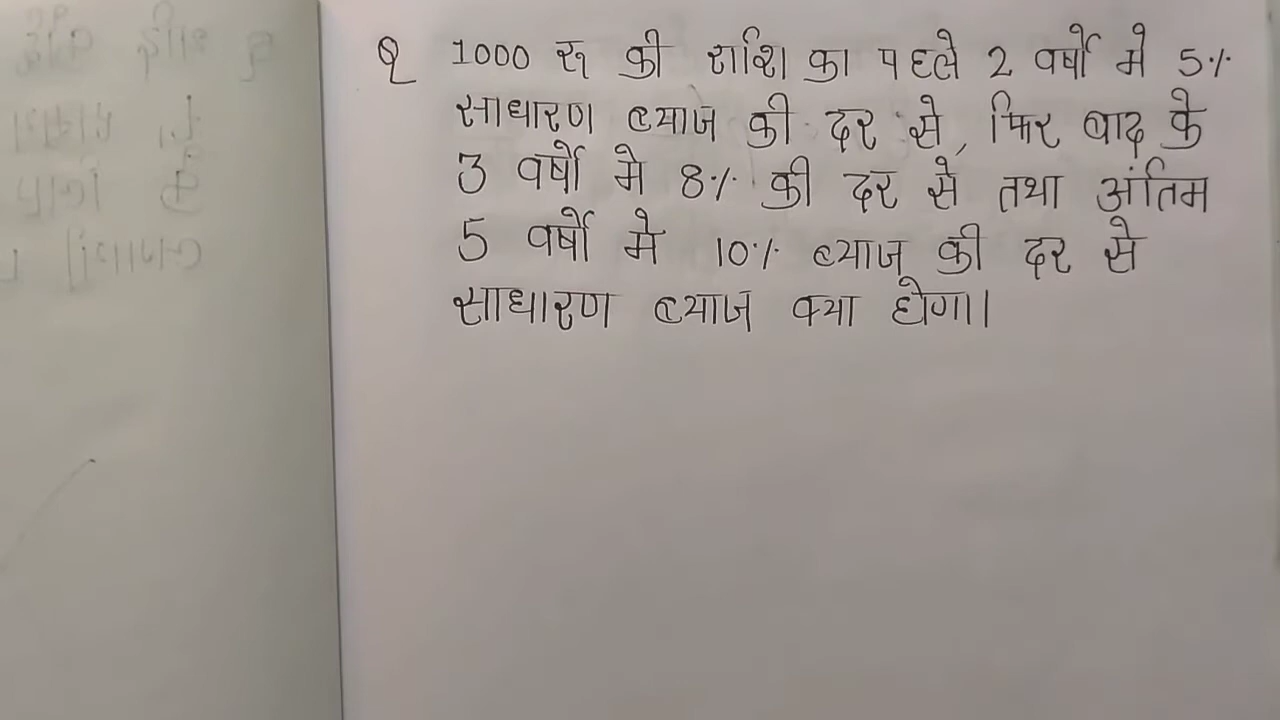 Q 1000 रु की राशि का पहले 2 वर्षो मे 5%
साधारण ब्याज की दर से, फिर बाद के
3 वर्षो मे 8% की दर से तथा अंतिम
5 वर्षो मे 10% ब्याज की दर से
साधारण ब्याज क्या होगा।